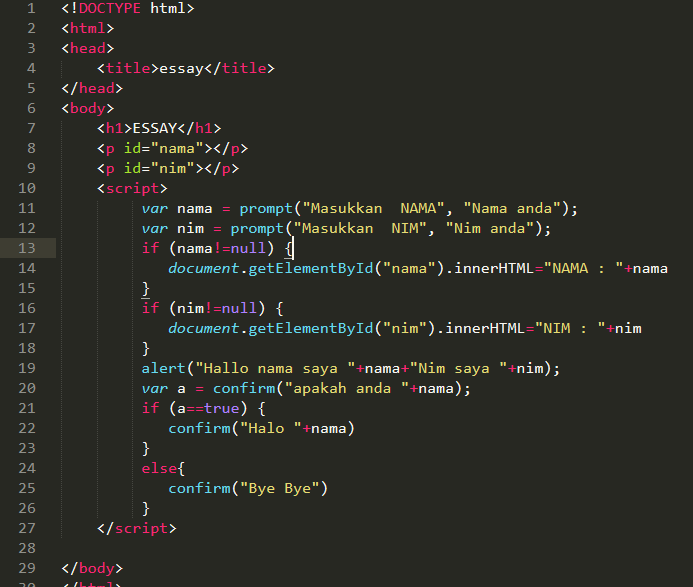 1 <!DOCTYPE html>
2 <html>
3 <head>
4 <title>essay</title>
5 </head>
6 <body>
7 <h1>ESSAY</h1>
8 <p id="nama"></p>
9 <p id="nim"></p>
10 <script>
11 var nama = prompt("Masukkan  NAMA", "Nama anda");
12 var nim = prompt("Masukkan  NIM", "Nim anda");
13 if (nama!=null) {
14 document.getElementById("nama").innerHTML="NAMA : "+nama
15 }
16 if (nim!=null) {
17 document.getElementById("nim").innerHTML="NIM : "+nim
18 }
19 alert("Hallo nama saya "+nama+"Nim saya "+nim);
20 var a = confirm("apakah anda "+nama);
21 if (a==true) {
22 confirm("Halo "+nama)
23 }
24 else{
25 confirm("Bye Bye")
26 }
27 </script>
28
29 </body>